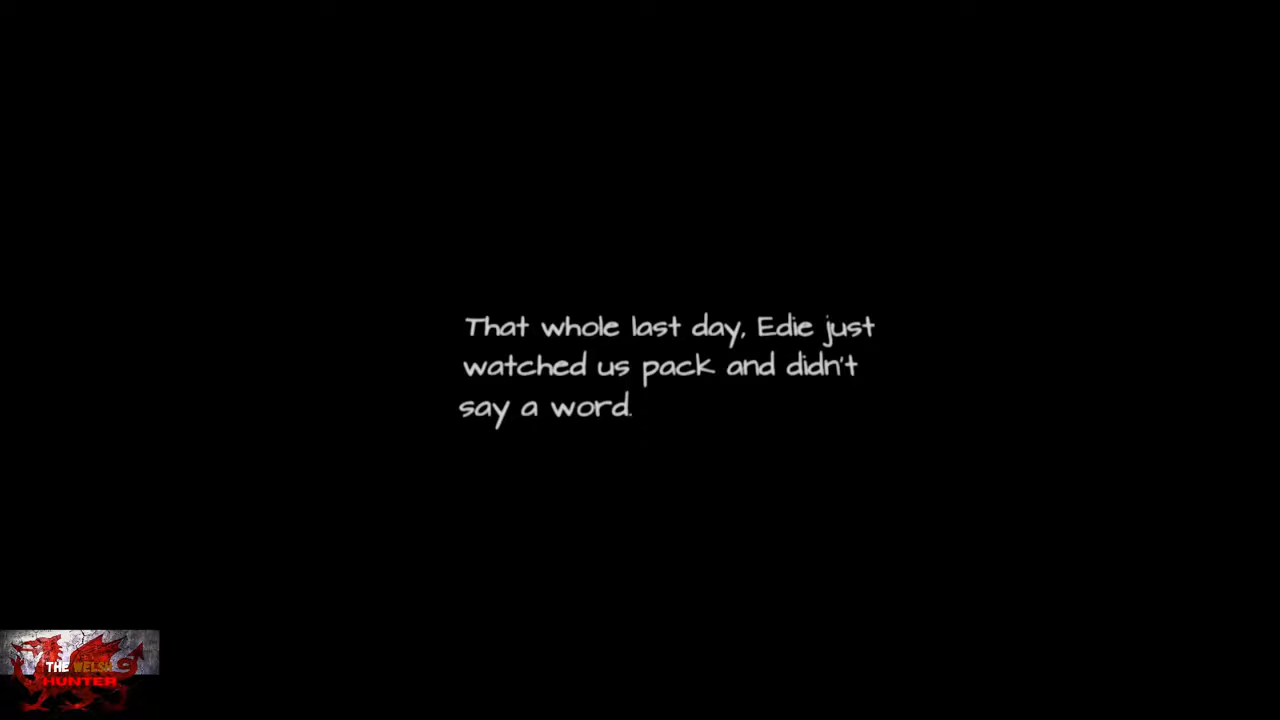 That whole last day, Edie just
watched us pack and didn't
say a word.
THE WELSH
HUNTER